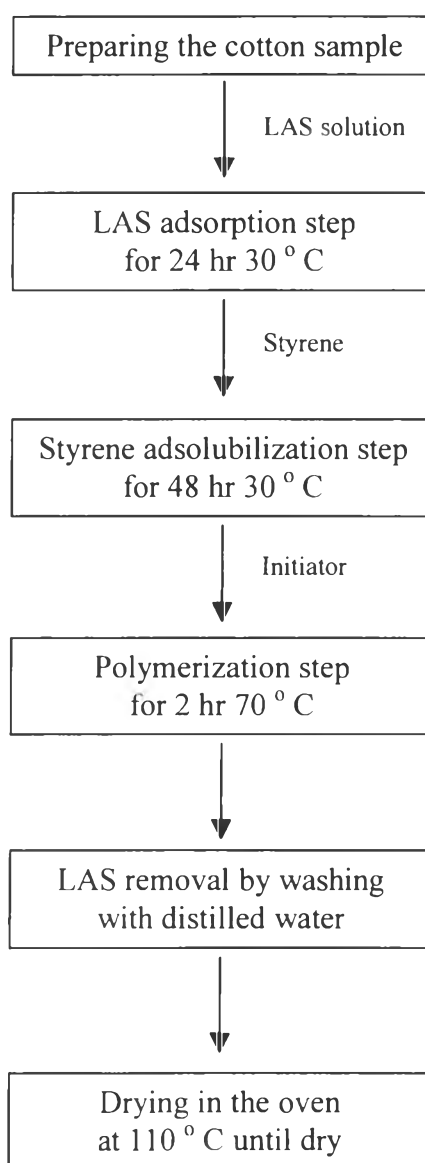 Preparing the cotton sample
LAS solution
LAS adsorption step
for 24 hr 30 ° C
Styrene
Styrene adsolubilization step
for 48 hr 30 ° C
Initiator
Polymerization step
for 2 hr 70 ° C
LAS removal by washing
with distilled water
Drying in the oven
at 110 ° C until dry